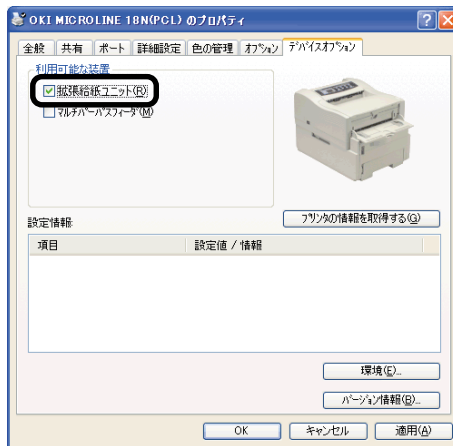 OKI MICROLINE 18N(PCL) のプロパティ
全般 共有 ポート 詳細設定 色の管理 オプション デバイスオプション
利用可能な装置
拡張給紙ユニット(R)
マルチパーパスフィーダ(M)
プリンタの情報を取得する(G)
設定情報:
項目 設定値 / 情報
環境(E)...
バージョン情報(B)...
OK キャンセル 適用(A)